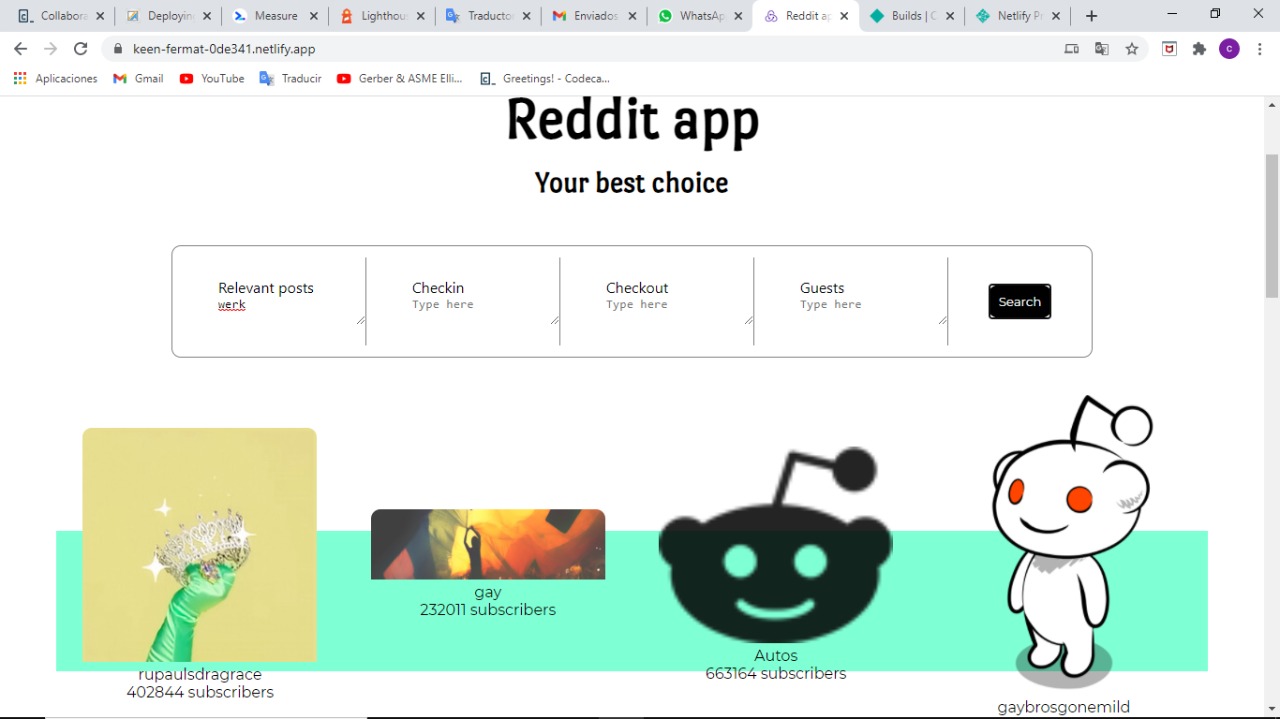 Collabora
Deployin
Measure
Lighthou
Traducto
Enviados
WhatsAp
Reddit ap
Builds | C
Netlify Pr
keen-fermat-0de341.netlify.app
C
Aplicaciones
Gmail
YouTube
Traducir
Gerber & ASME Elli...
Greetings! - Codeca...
Reddit app
Your best choice
Relevant posts
werk
Checkin
Type here
Checkout
Type here
Guests
Type here
Search
rupaulsdragrace
402844 subscribers
gay
232011 subscribers
Autos
663164 subscribers
gaybrosgonemild